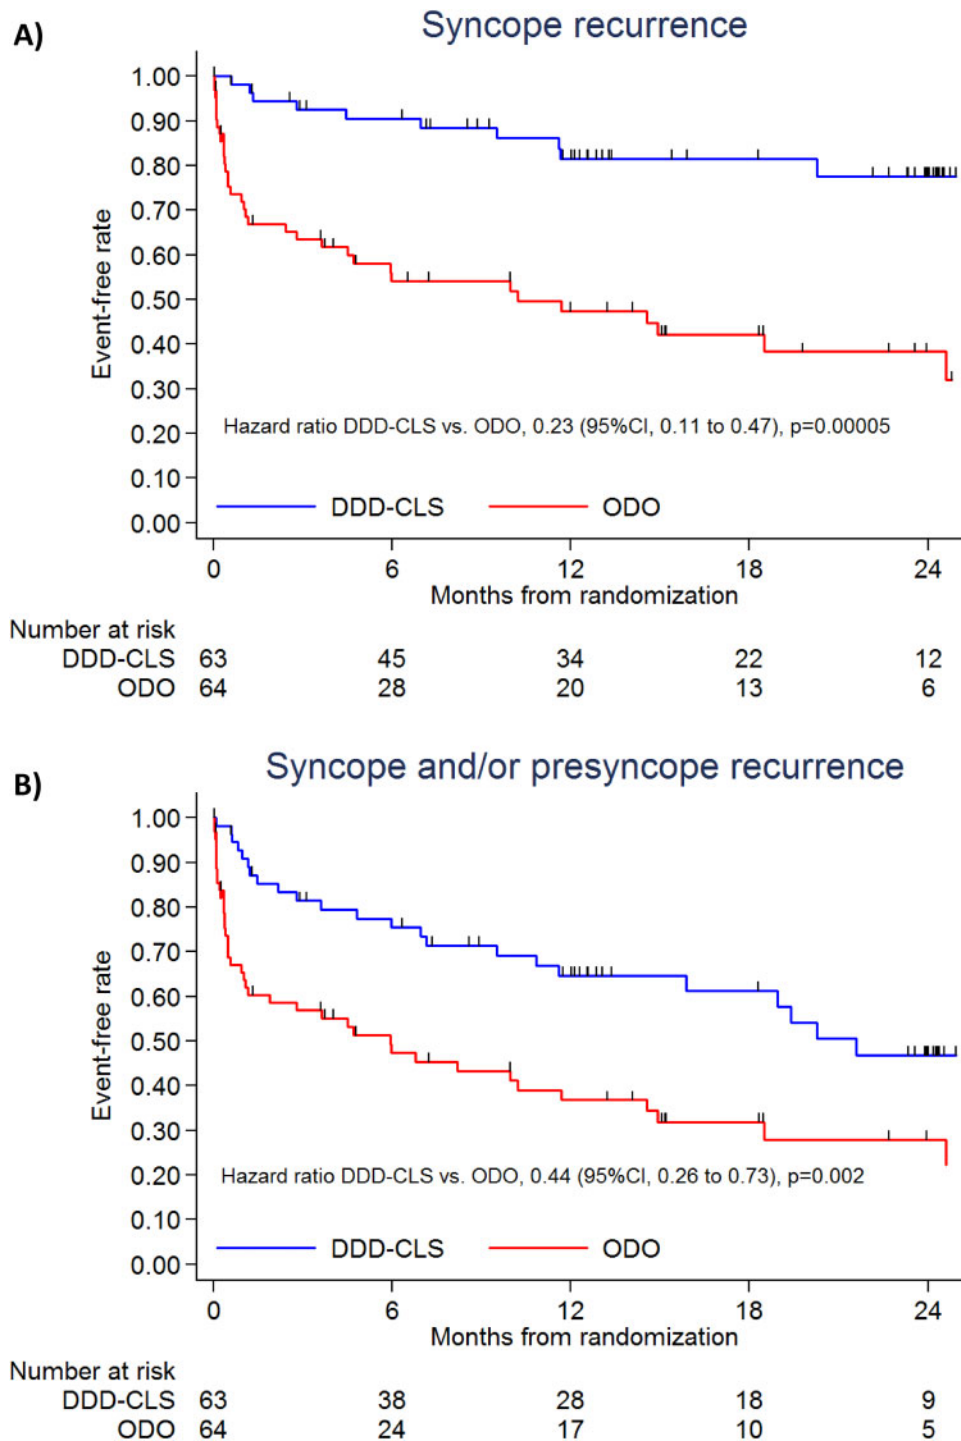 A)
Syncope recurrence
1.00
0.90
0.80
0.70
0.60
0.50
0.40
0.30
0.20
0.10
0.00
Event-free rate
Hazard ratio DDD-CLS vs. ODO, 0.23 (95%CI, 0.11 to 0.47), p=0.00005
DDD-CLS ODO
0 6 12 18 24
Months from randomization
Number at risk
DDD-CLS 63 45 34 22 12
ODO 64 28 20 13 6
B)
Syncope and/or presyncope recurrence
1.00
0.90
0.80
0.70
0.60
0.50
0.40
0.30
0.20
0.10
0.00
Event-free rate
Hazard ratio DDD-CLS vs. ODO, 0.44 (95%CI, 0.26 to 0.73), p=0.002
DDD-CLS ODO
0 6 12 18 24
Months from randomization
Number at risk
DDD-CLS 63 38 28 18 9
ODO 64 24 17 10 5